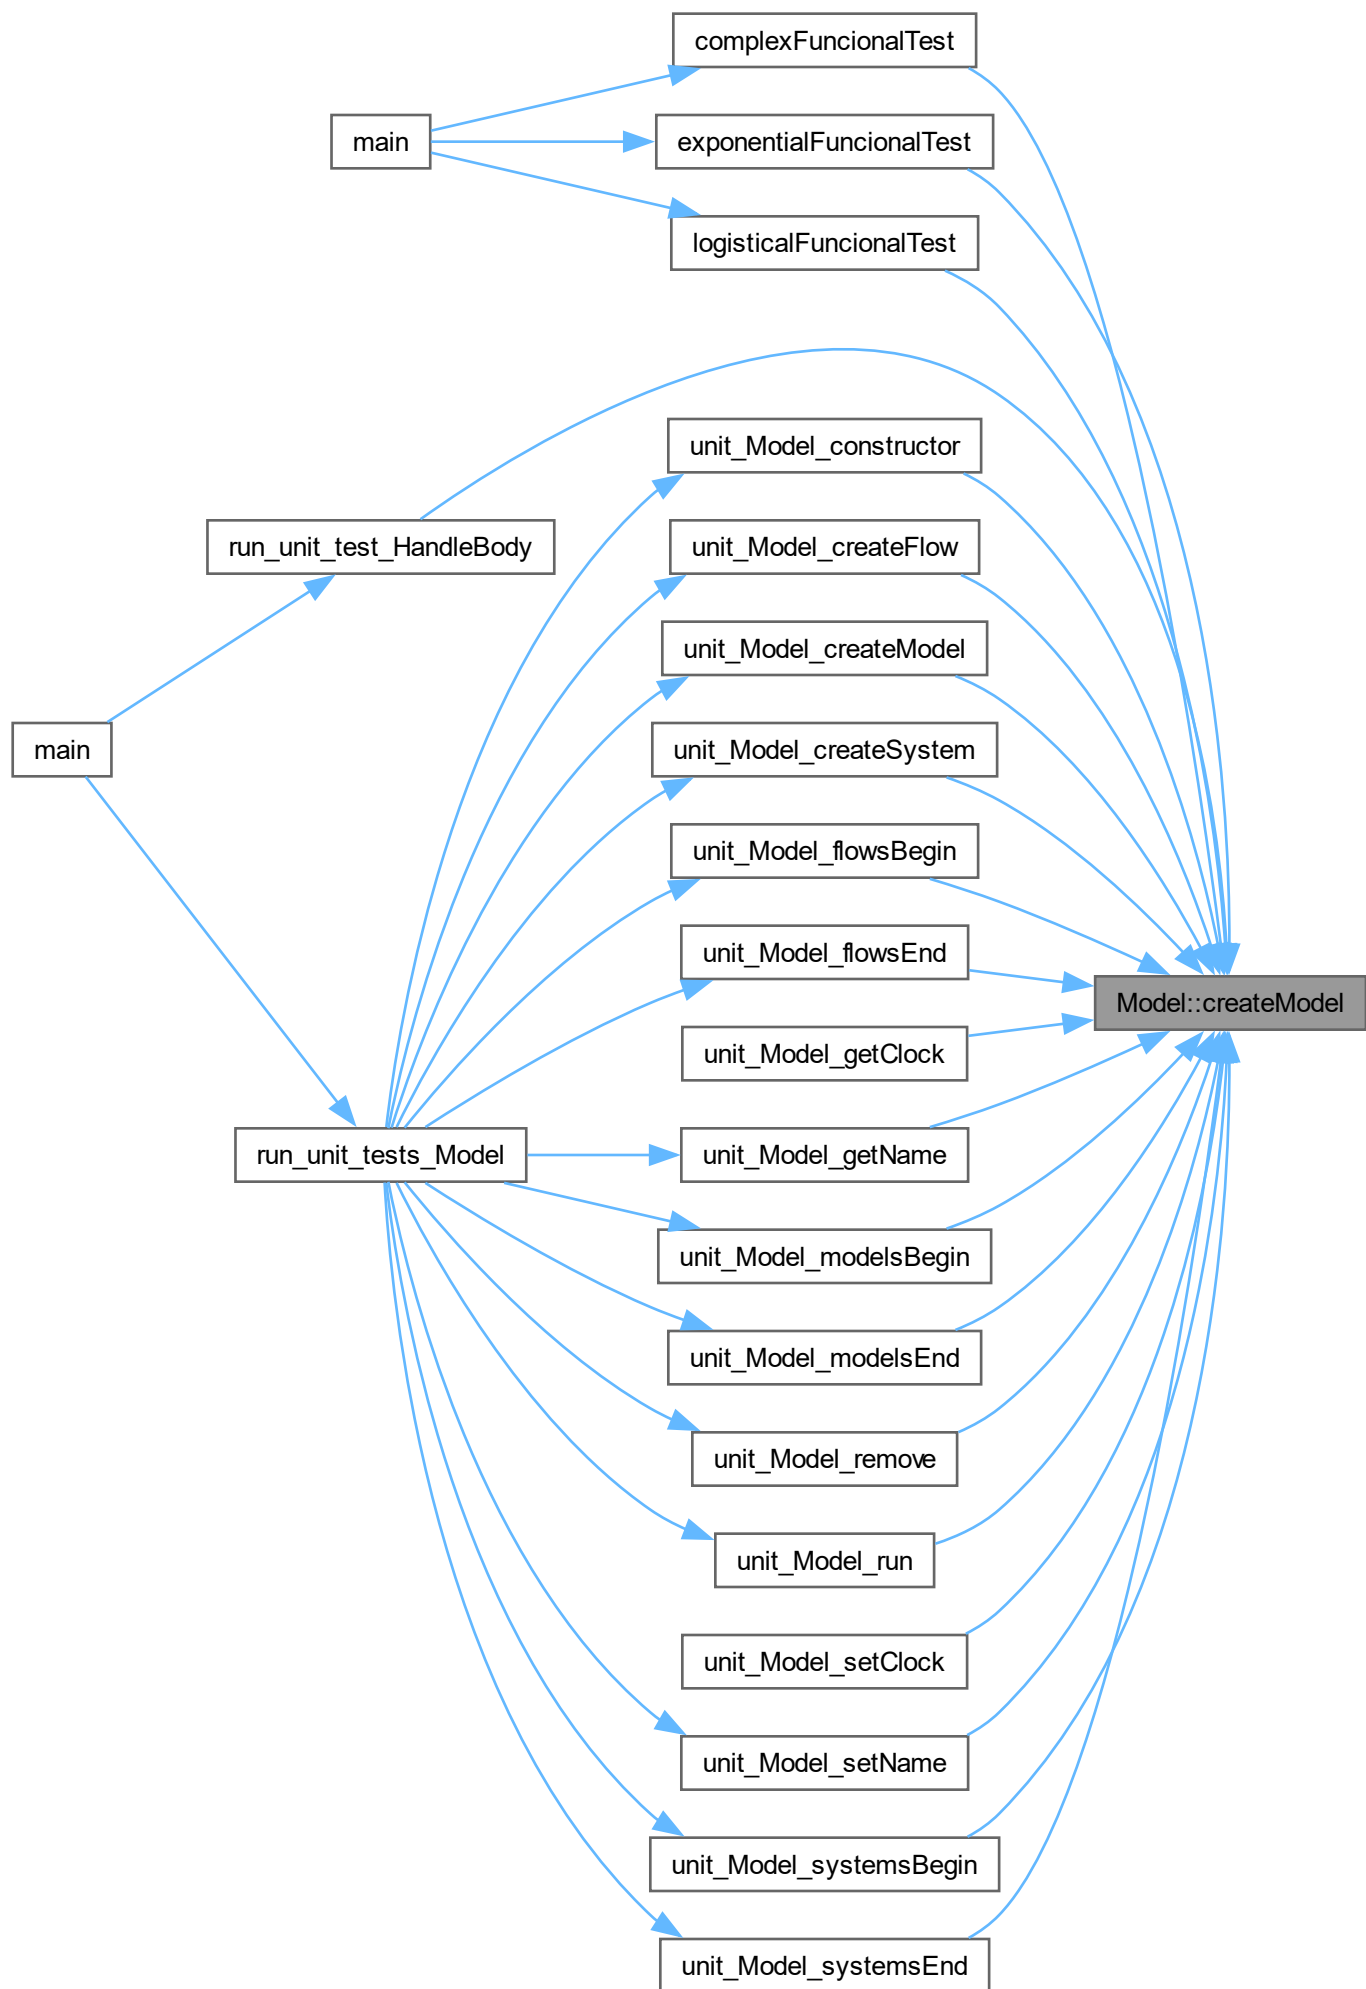 complexFuncionalTest
main
exponentialFuncionalTest
logisticalFuncionalTest
unit_Model_constructor
run_unit_test_HandleBody
unit_Model_createFlow
unit_Model_createModel
main
unit_Model_createSystem
unit_Model_flowsBegin
unit_Model_flowsEnd
Model::createModel
unit_Model_getClock
run_unit_tests_Model
unit_Model_getName
unit_Model_modelsBegin
unit_Model_modelsEnd
unit_Model_remove
unit_Model_run
unit_Model_setClock
unit_Model_setName
unit_Model_systemsBegin
unit_Model_systemsEnd